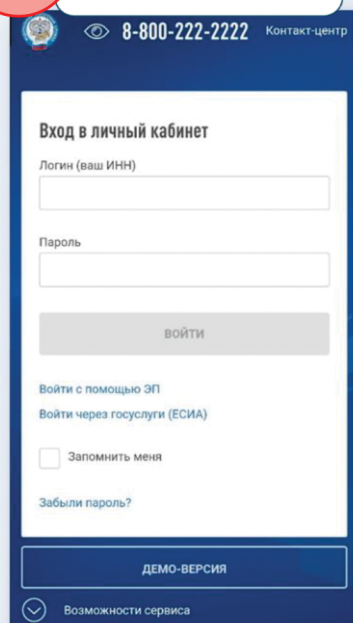 8-800-222-2222 Контакт-центр
Вход в личный кабинет
Логин (ваш ИНН)
Пароль
ВОЙТИ
Войти с помощью ЭП
Войти через госуслуги (ЕСИА)
Запомнить меня
Забыли пароль?
ДЕМО-ВЕРСИЯ
Возможности сервиса